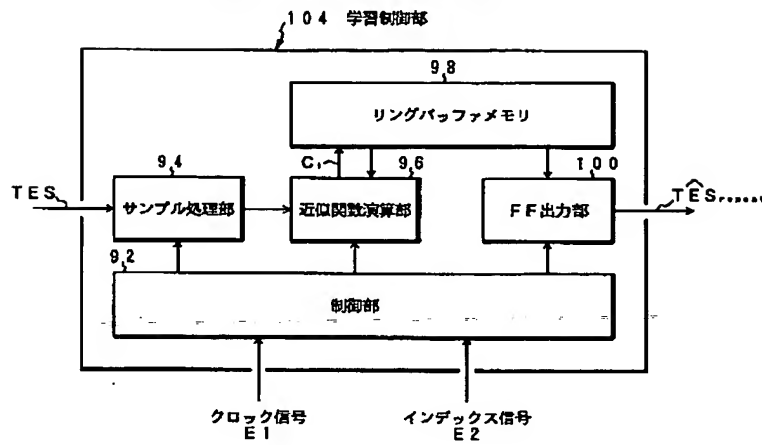 104 学習制御部
98
リングバッファメモリ
94
C₁
96
100
TES
サンプル処理部
近似関数演算部
FF出力部
TES^repeat
92
制御部
クロック信号
E1
インデックス信号
E2